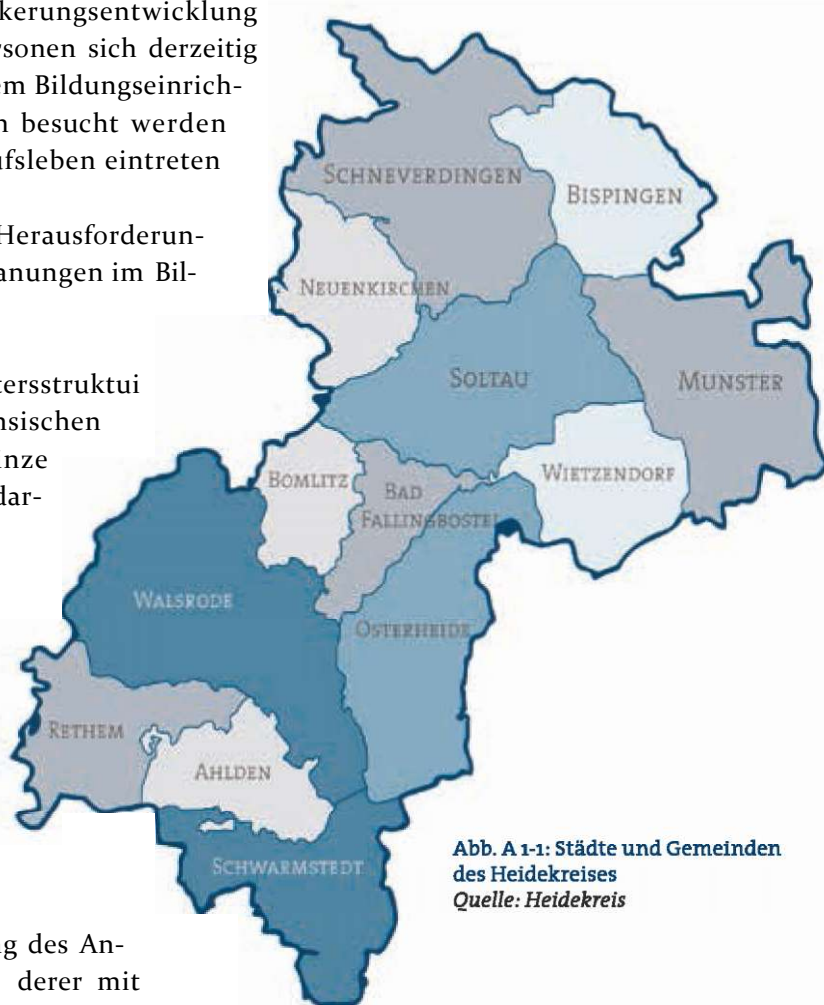 kerungsentwicklung
rsonen sich derzeitig
em Bildungseinrich-
n besucht werden
ufsleben eintreten
Herausforderun-
anungen im Bil-
tersstruktur
nsischen
nze
dar-
g des An-
derer mit
SCHNEVERDINGEN
BISPINGEN
NEUENKIRCHEN
SOLTAU
MUNSTER
BOMLITZ
BAD
FALLINGBOSTEL
WIETZENDORF
WALSRODE
OSTERHEIDE
RETHEM
AHLDEN
SCHWARMSTEDT
Abb. A 1-1: Städte und Gemeinden
des Heidekreises
Quelle: Heidekreis